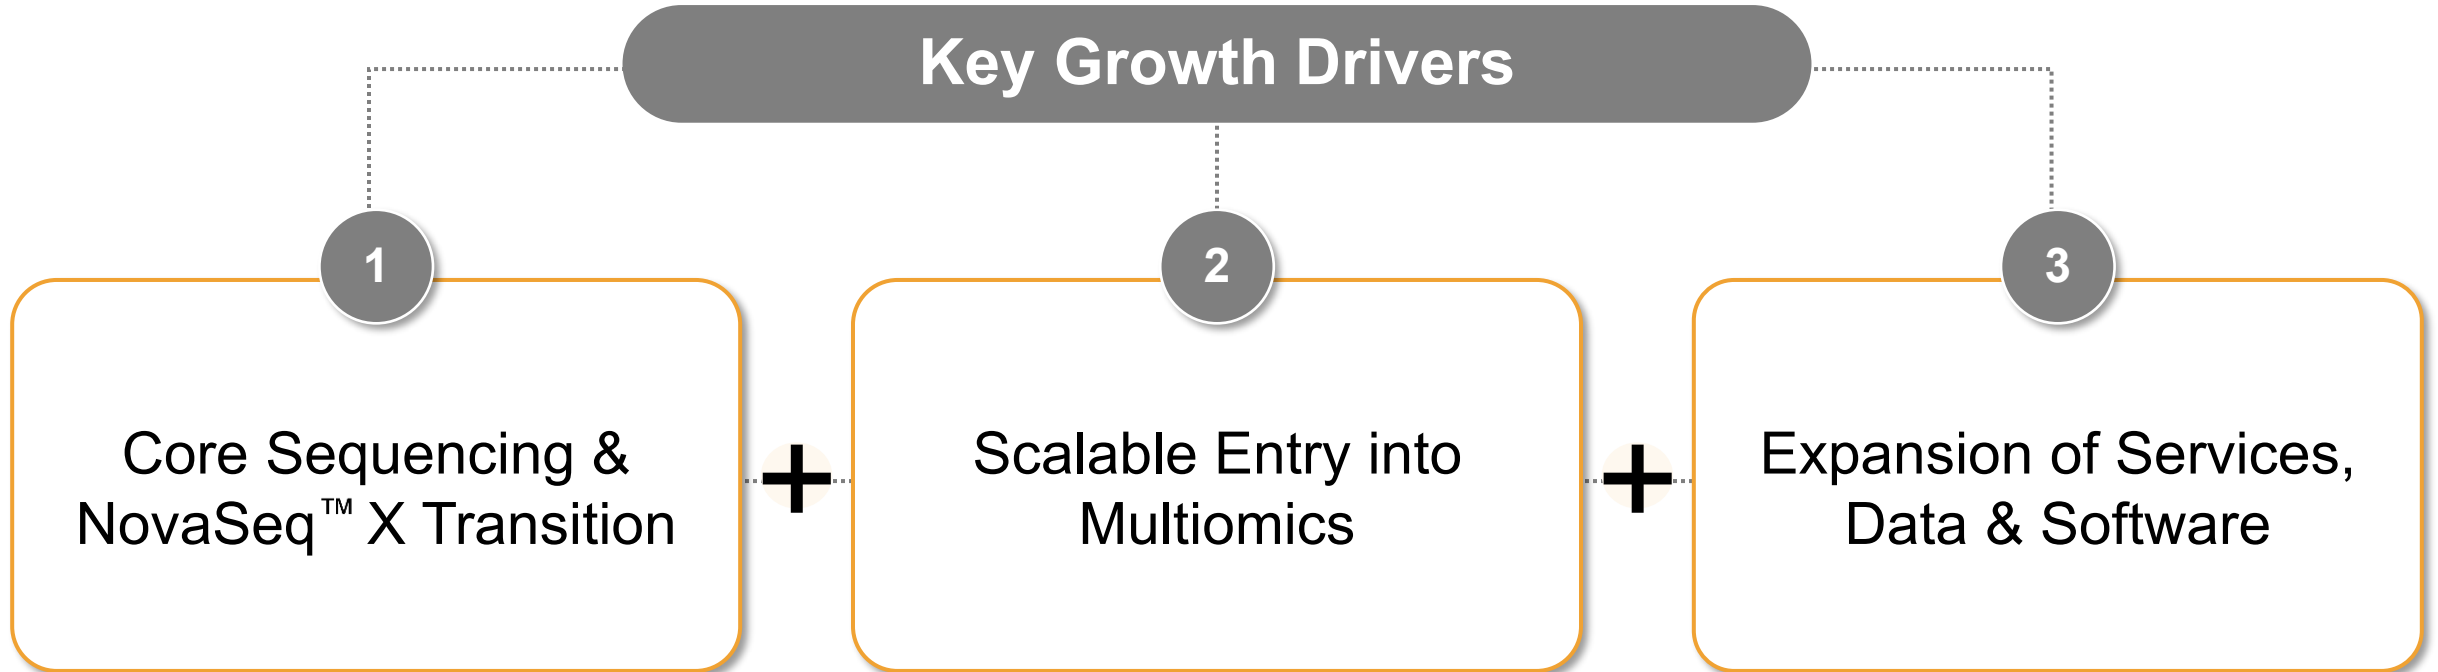 Key Growth Drivers
1
2
3
Core Sequencing &
NovaSeq™ X Transition
+
Scalable Entry into
Multiomics
+
Expansion of Services,
Data & Software